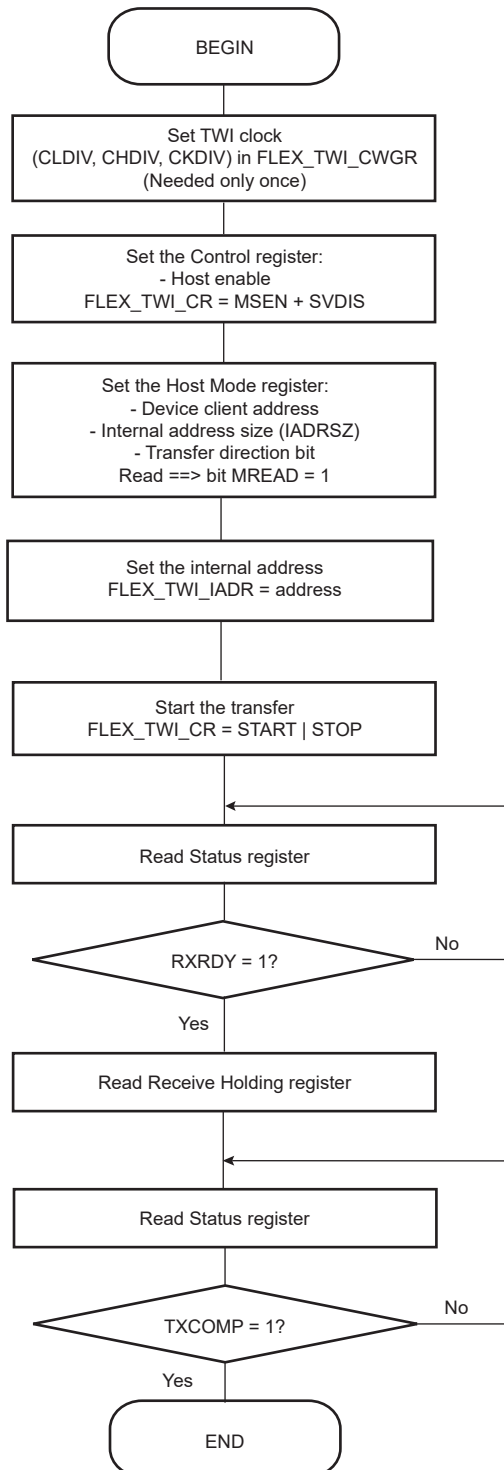 BEGIN
Set TWI clock
(CLDIV, CHDIV, CKDIV) in FLEX_TWI_CWGR
(Needed only once)
Set the Control register:
- Host enable
FLEX_TWI_CR = MSEN + SVDIS
Set the Host Mode register:
- Device client address
- Internal address size (IADRSZ)
- Transfer direction bit
Read ==> bit MREAD = 1
Set the internal address
FLEX_TWI_IADR = address
Start the transfer
FLEX_TWI_CR = START | STOP
Read Status register
RXRDY = 1?
No
Yes
Read Receive Holding register
Read Status register
TXCOMP = 1?
No
Yes
END